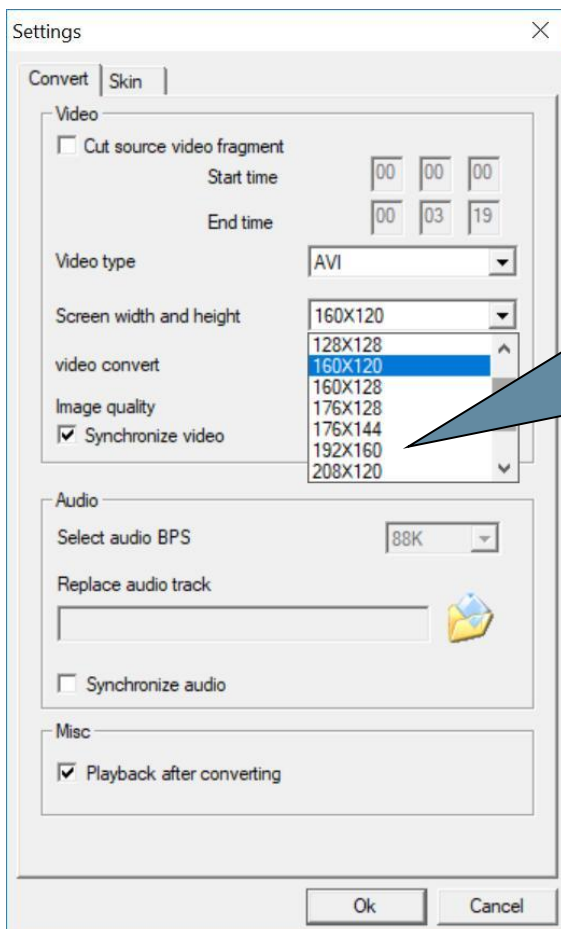 Settings
Convert Skin
Video
Cut source video fragment
Start time 00 00 00
End time 00 03 19
Video type AVI
Screen width and height 160X120
128X128
video convert 160X120
160X128
Image quality 176X128
176X144
Synchronize video 192X160
208X120
Audio
Select audio BPS 88K
Replace audio track
Synchronize audio
Misc
Playback after converting
Ok Cancel